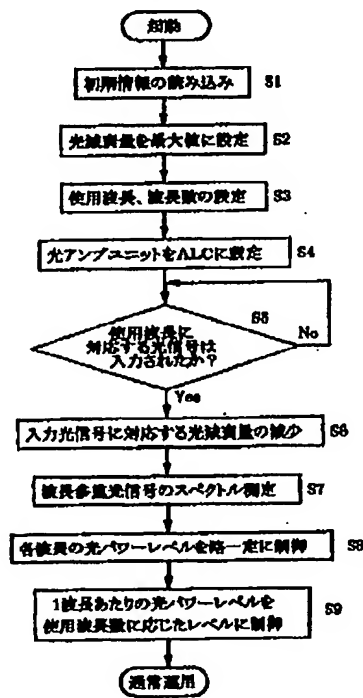 起動
初期情報の読み込み S1
光減衰量を最大値に設定 S2
使用波長、波長数の設定 S3
光アンプユニットをALCに設定 S4
使用波長に
対応する光信号は
入力されたか？
S5
No
Yes
入力光信号に対応する光減衰量の減少 S6
波長多重光信号のスペクトル測定 S7
各波長の光パワーレベルを略一定に制御 S8
1波長あたりの光パワーレベルを
使用波長数に応じたレベルに制御
S9
通常運用